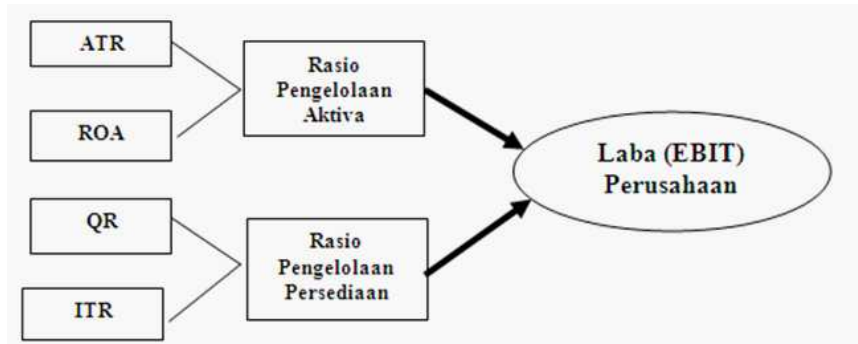 ATR
ROA
QR
ITR
Rasio
Pengelolaan
Aktiva
Rasio
Pengelolaan
Persediaan
Laba (EBIT)
Perusahaan